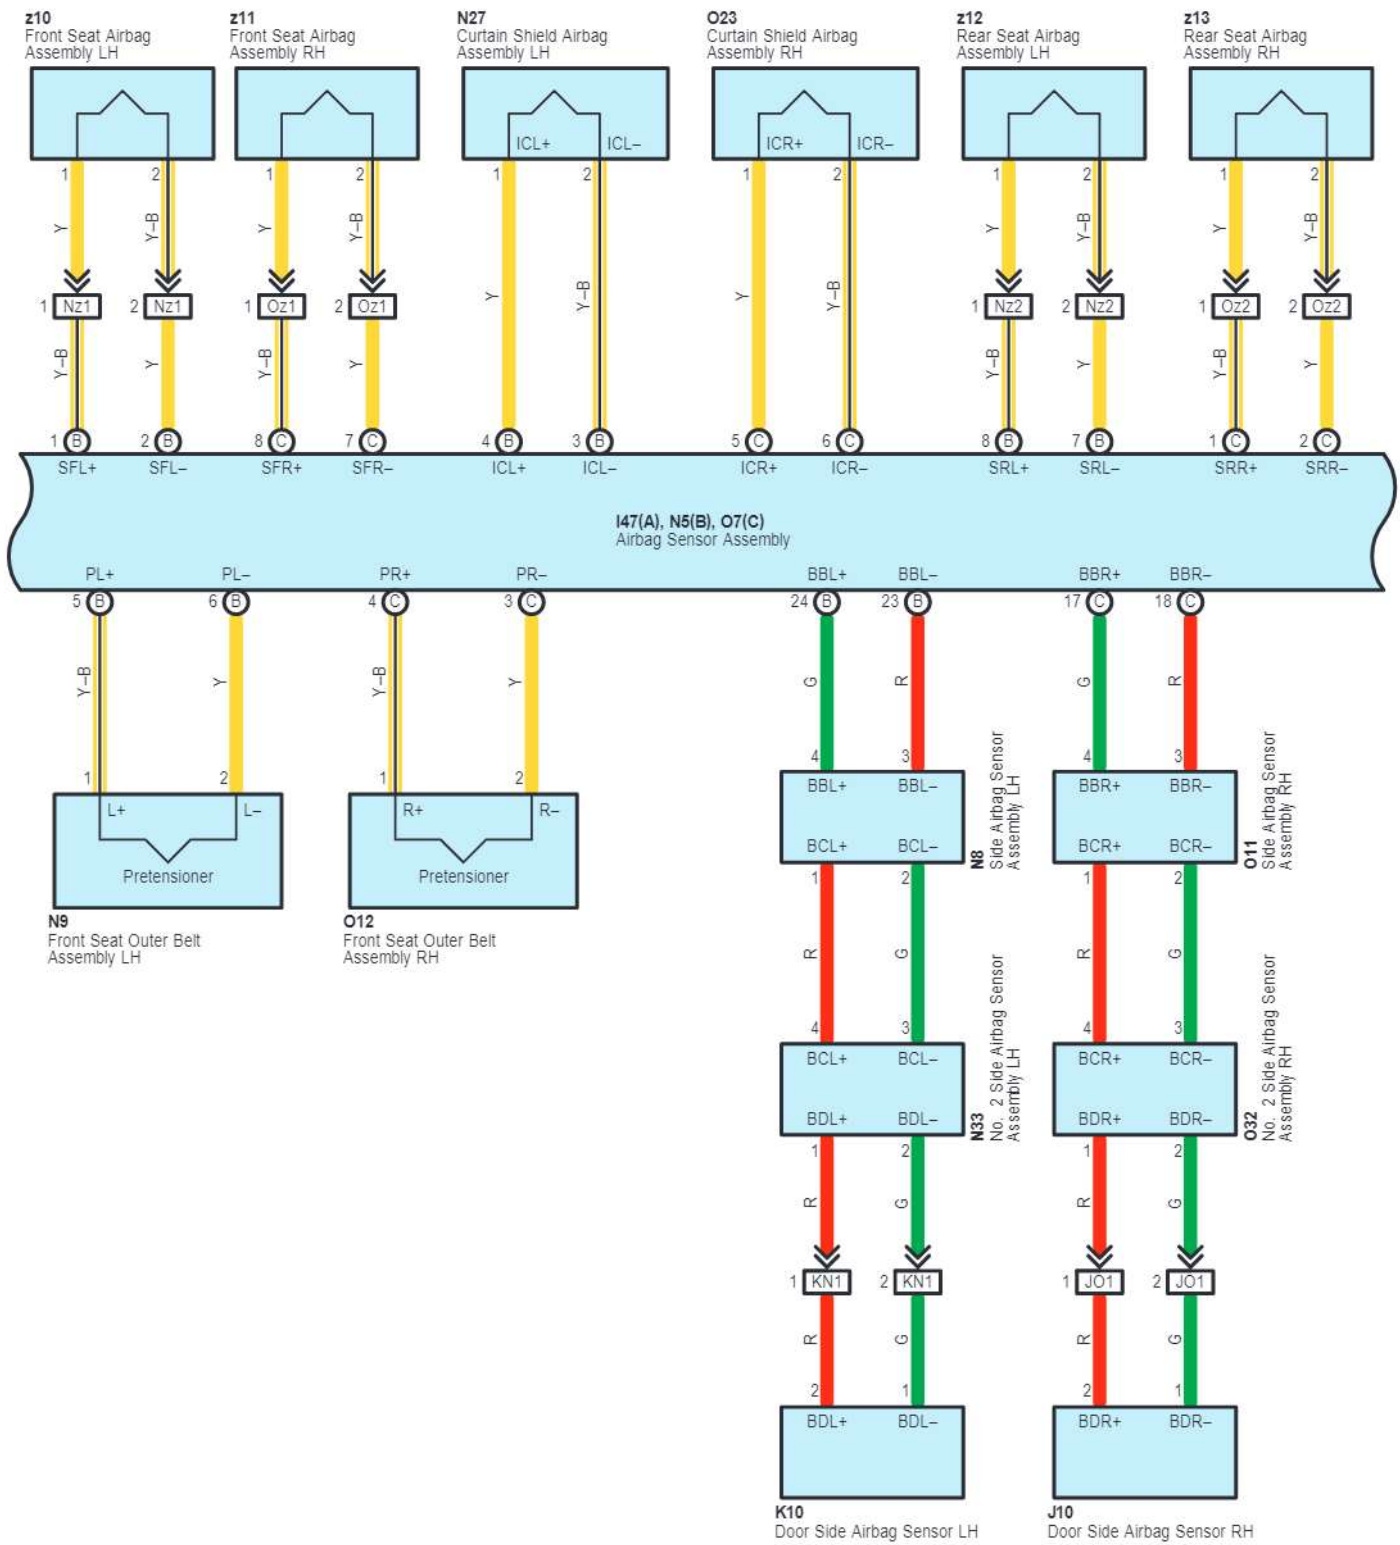 z10
Front Seat Airbag
Assembly LH
z11
Front Seat Airbag
Assembly RH
N27
Curtain Shield Airbag
Assembly LH
O23
Curtain Shield Airbag
Assembly RH
z12
Rear Seat Airbag
Assembly LH
z13
Rear Seat Airbag
Assembly RH
ICL+ ICL– ICR+ ICR–
1 2 1 2 1 2 1 2 1 2 1 2
Y Y–B Y Y–B Y Y–B Y Y–B Y Y–B Y Y–B
1 Nz1 2 Nz1 1 Oz1 2 Oz1 1 Nz2 2 Nz2 1 Oz2 2 Oz2
Y–B Y Y–B Y Y–B Y Y–B Y
1 B 2 B 8 C 7 C 4 B 3 B 5 C 6 C 8 B 7 B 1 C 2 C
SFL+ SFL– SFR+ SFR– ICL+ ICL– ICR+ ICR– SRL+ SRL– SRR+ SRR–
I47(A), N5(B), O7(C)
Airbag Sensor Assembly
PL+ PL– PR+ PR– BBL+ BBL– BBR+ BBR–
5 B 6 B 4 C 3 C 24 B 23 B 17 C 18 C
Y–B Y Y–B Y G R G R
1 2 1 2 4 3 4 3
L+ L– R+ R–
Pretensioner Pretensioner
N9
Front Seat Outer Belt
Assembly LH
O12
Front Seat Outer Belt
Assembly RH
BBL+ BBL– BBR+ BBR–
BCL+ BCL– BCR+ BCR–
N8
Side Airbag Sensor
Assembly LH
O11
Side Airbag Sensor
Assembly RH
1 2 1 2
R G R G
4 3 4 3
BCL+ BCL– BCR+ BCR–
BDL+ BDL– BDR+ BDR–
N33
No. 2 Side Airbag Sensor
Assembly LH
O32
No. 2 Side Airbag Sensor
Assembly RH
1 2 1 2
R G R G
1 KN1 2 KN1 1 JO1 2 JO1
R G R G
2 1 2 1
BDL+ BDL– BDR+ BDR–
K10
Door Side Airbag Sensor LH
J10
Door Side Airbag Sensor RH